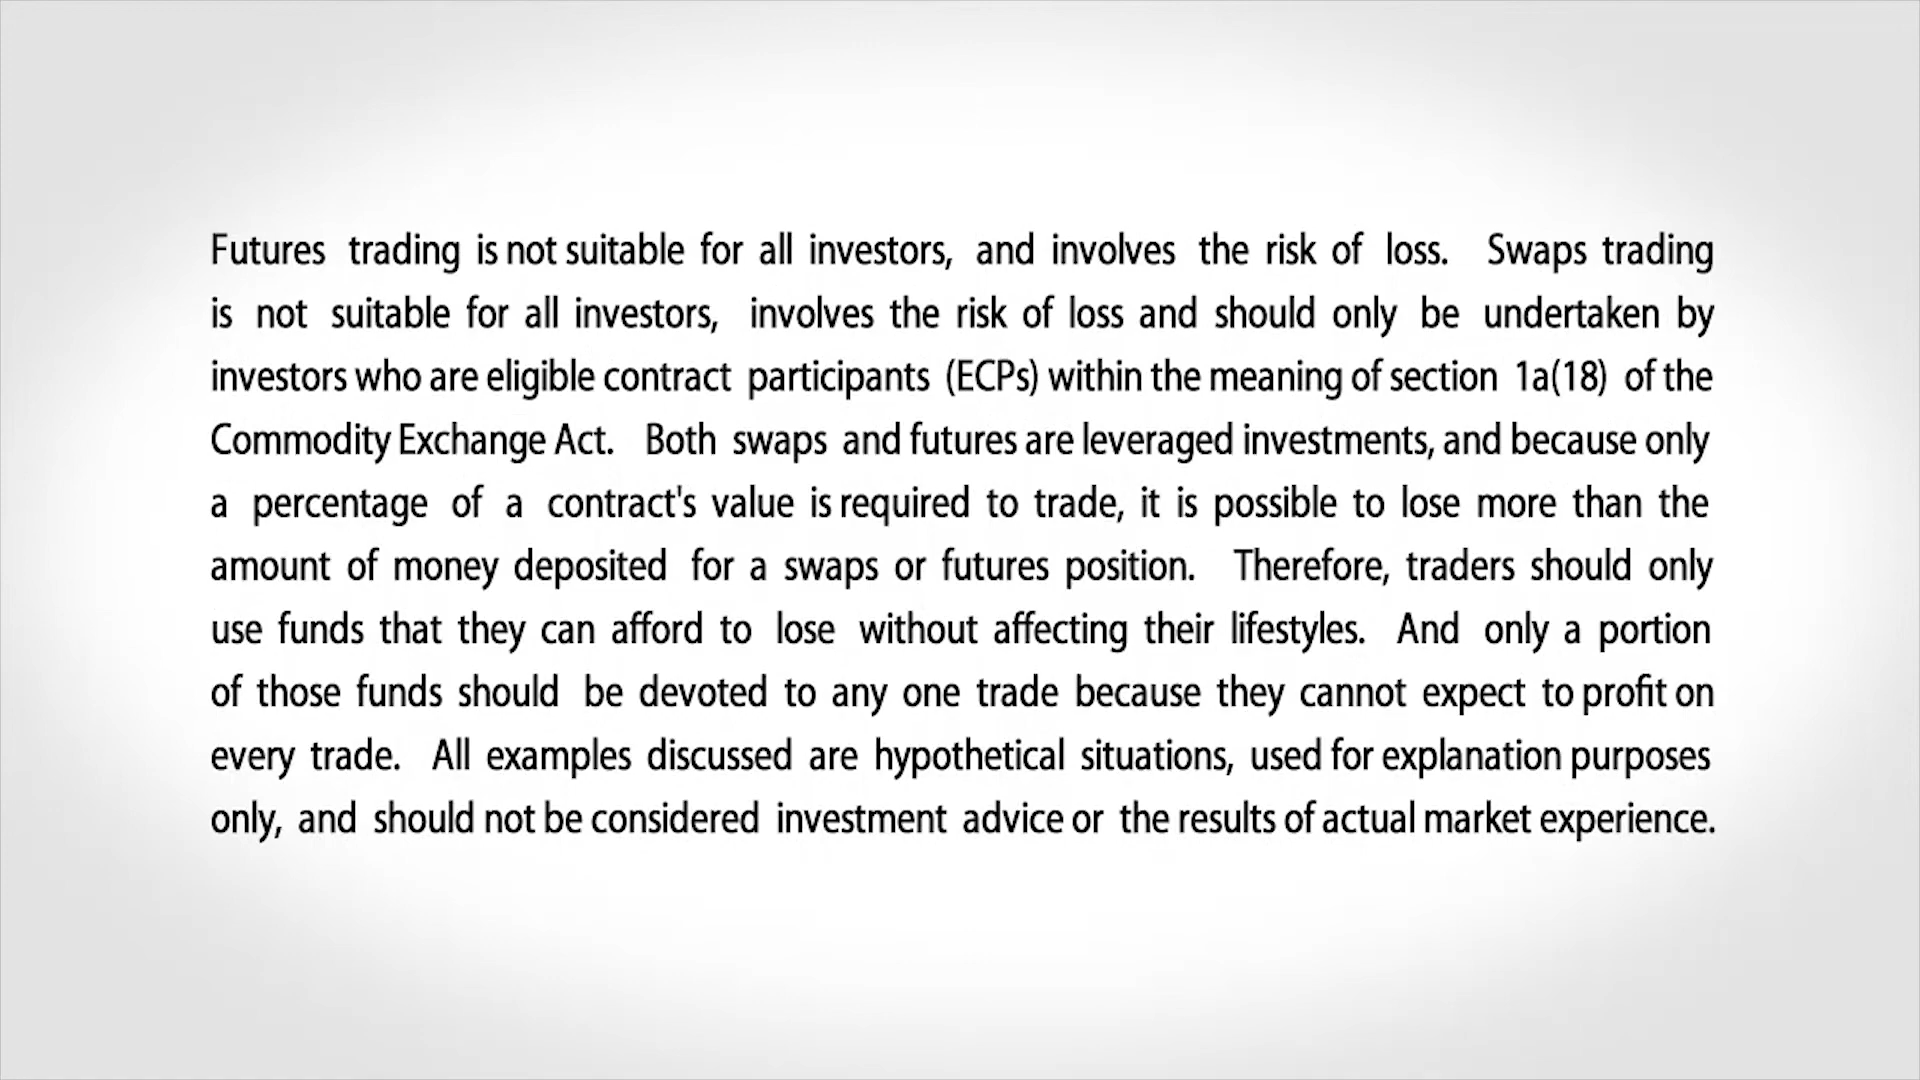 Futures trading is not suitable for all investors, and involves the risk of loss. Swaps trading
is not suitable for all investors, involves the risk of loss and should only be undertaken by
investors who are eligible contract participants (ECPs) within the meaning of section 1a(18) of the
Commodity Exchange Act. Both swaps and futures are leveraged investments, and because only
a percentage of a contract's value is required to trade, it is possible to lose more than the
amount of money deposited for a swaps or futures position. Therefore, traders should only
use funds that they can afford to lose without affecting their lifestyles. And only a portion
of those funds should be devoted to any one trade because they cannot expect to profit on
every trade. All examples discussed are hypothetical situations, used for explanation purposes
only, and should not be considered investment advice or the results of actual market experience.